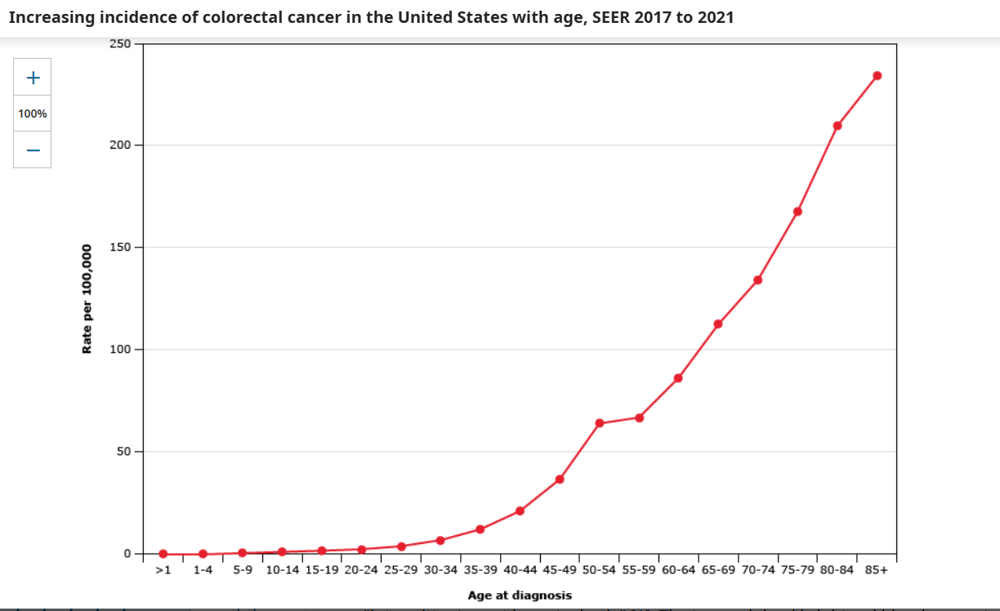 Increasing incidence of colorectal cancer in the United States with age, SEER 2017 to 2021
+
100%
−
250
200
150
100
50
0
Rate per 100,000
>1 1-4 5-9 10-14 15-19 20-24 25-29 30-34 35-39 40-44 45-49 50-54 55-59 60-64 65-69 70-74 75-79 80-84 85+
Age at diagnosis